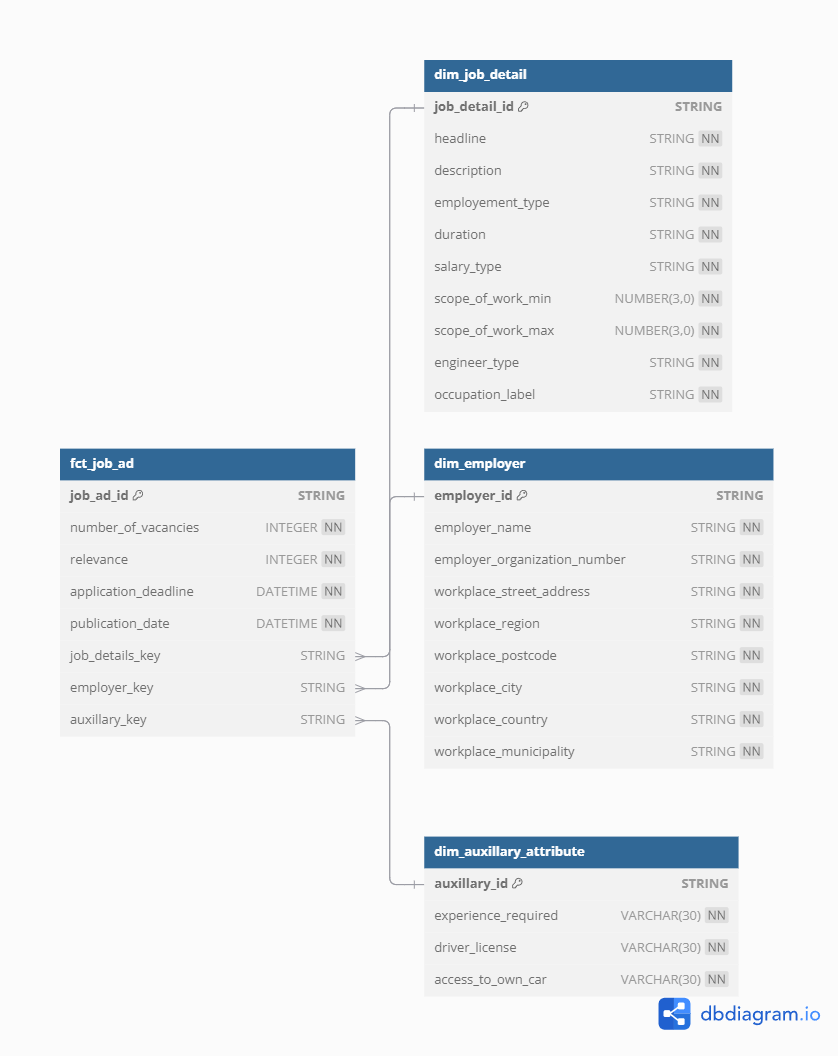 dim_job_detail
job_detail_id STRING
headline STRING NN
description STRING NN
employement_type STRING NN
duration STRING NN
salary_type STRING NN
scope_of_work_min NUMBER(3,0) NN
scope_of_work_max NUMBER(3,0) NN
engineer_type STRING NN
occupation_label STRING NN
fct_job_ad
job_ad_id STRING
number_of_vacancies INTEGER NN
relevance INTEGER NN
application_deadline DATETIME NN
publication_date DATETIME NN
job_details_key STRING
employer_key STRING
auxillary_key STRING
dim_employer
employer_id STRING
employer_name STRING NN
employer_organization_number STRING NN
workplace_street_address STRING NN
workplace_region STRING NN
workplace_postcode STRING NN
workplace_city STRING NN
workplace_country STRING NN
workplace_municipality STRING NN
dim_auxillary_attribute
auxillary_id STRING
experience_required VARCHAR(30) NN
driver_license VARCHAR(30) NN
access_to_own_car VARCHAR(30) NN
dbdiagram.io